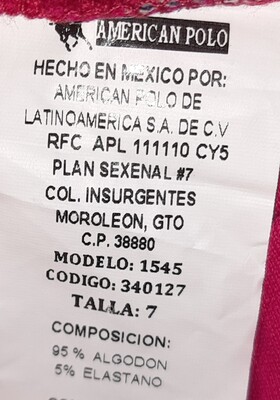 AMERICAN POLO
HECHO EN MEXICO POR:
AMERICAN POLO DE
LATINOAMERICA S.A. DE C.V
RFC APL 111110 CY5
PLAN SEXENAL #7
COL. INSURGENTES
MOROLEON, GTO
C.P. 38880
MODELO: 1545
CODIGO: 340127
TALLA: 7
COMPOSICION:
95 % ALGODON
5% ELASTANO